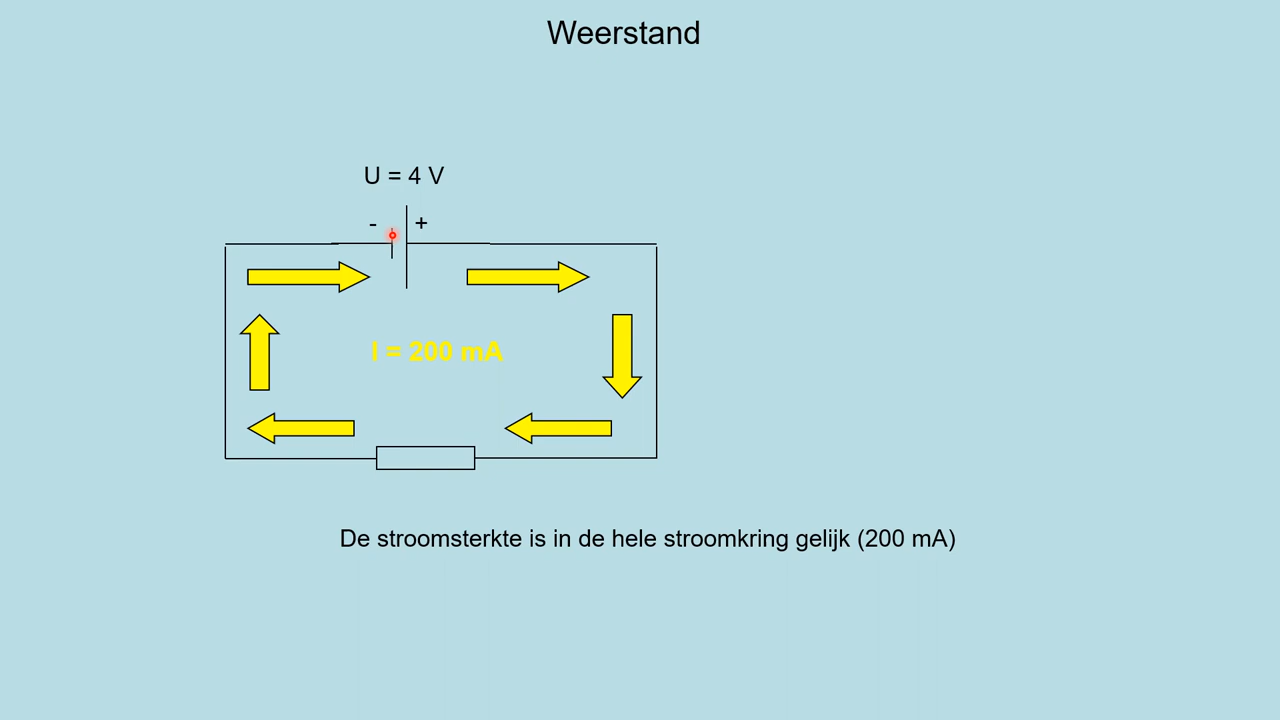 Weerstand
U = 4 V
- +
I = 200 mA
De stroomsterkte is in de hele stroomkring gelijk (200 mA)